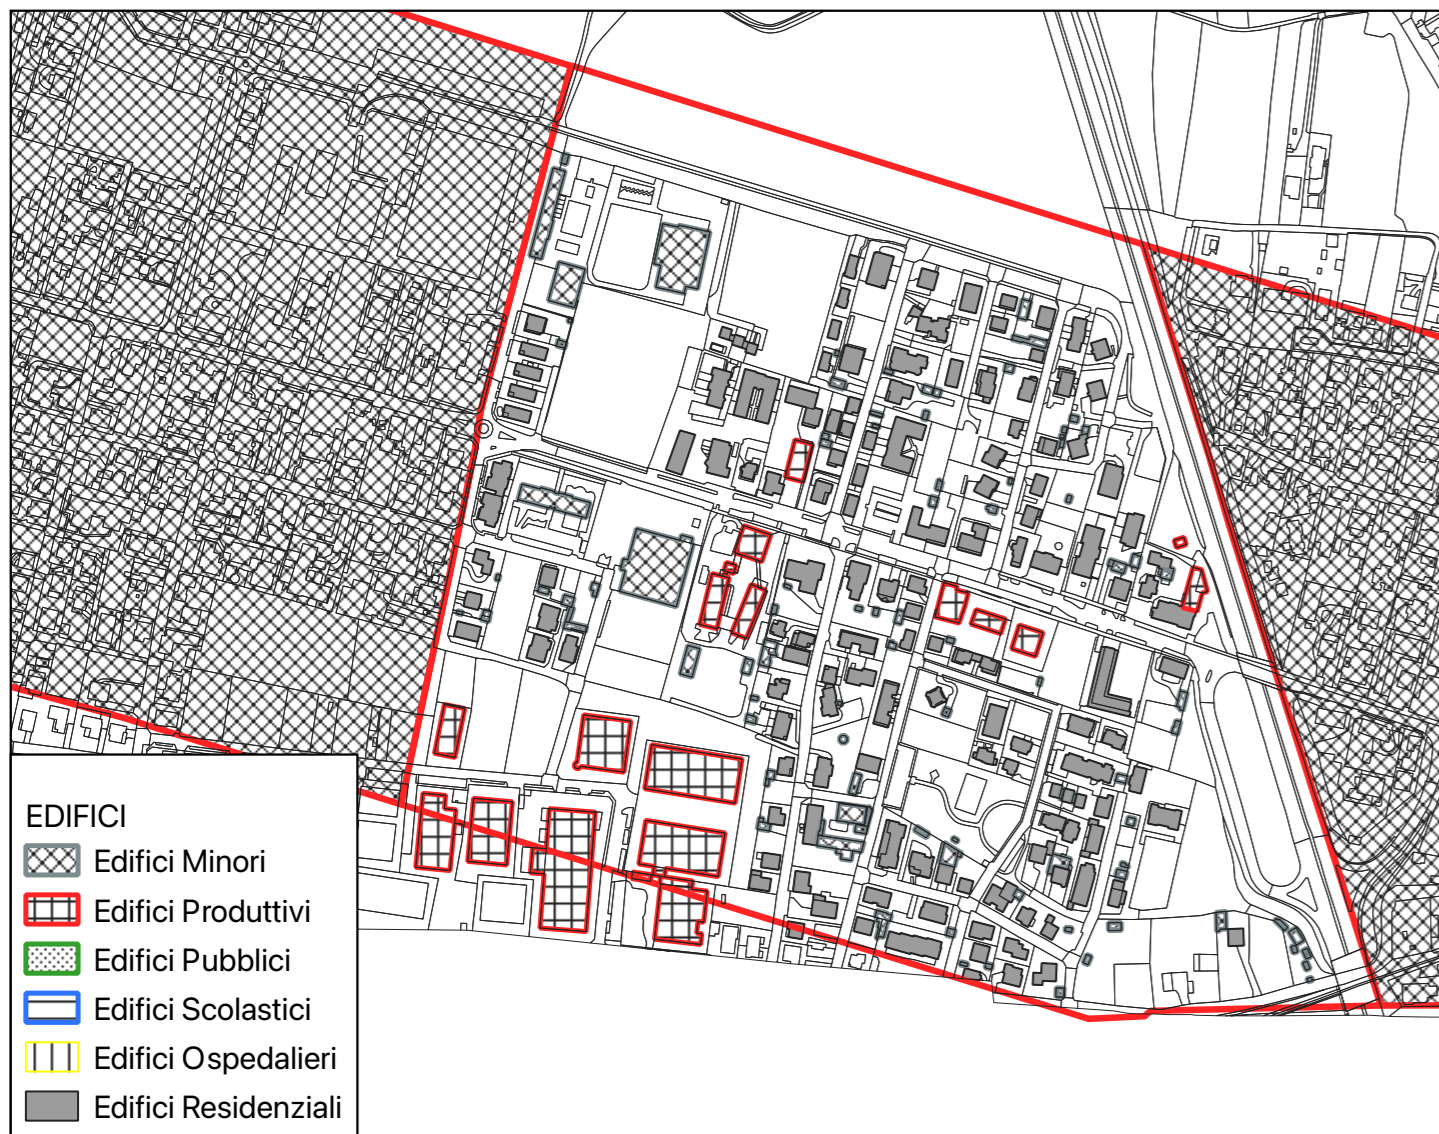 EDIFICI
Edifici Minori
Edifici Produttivi
Edifici Pubblici
Edifici Scolastici
Edifici Ospedalieri
Edifici Residenziali